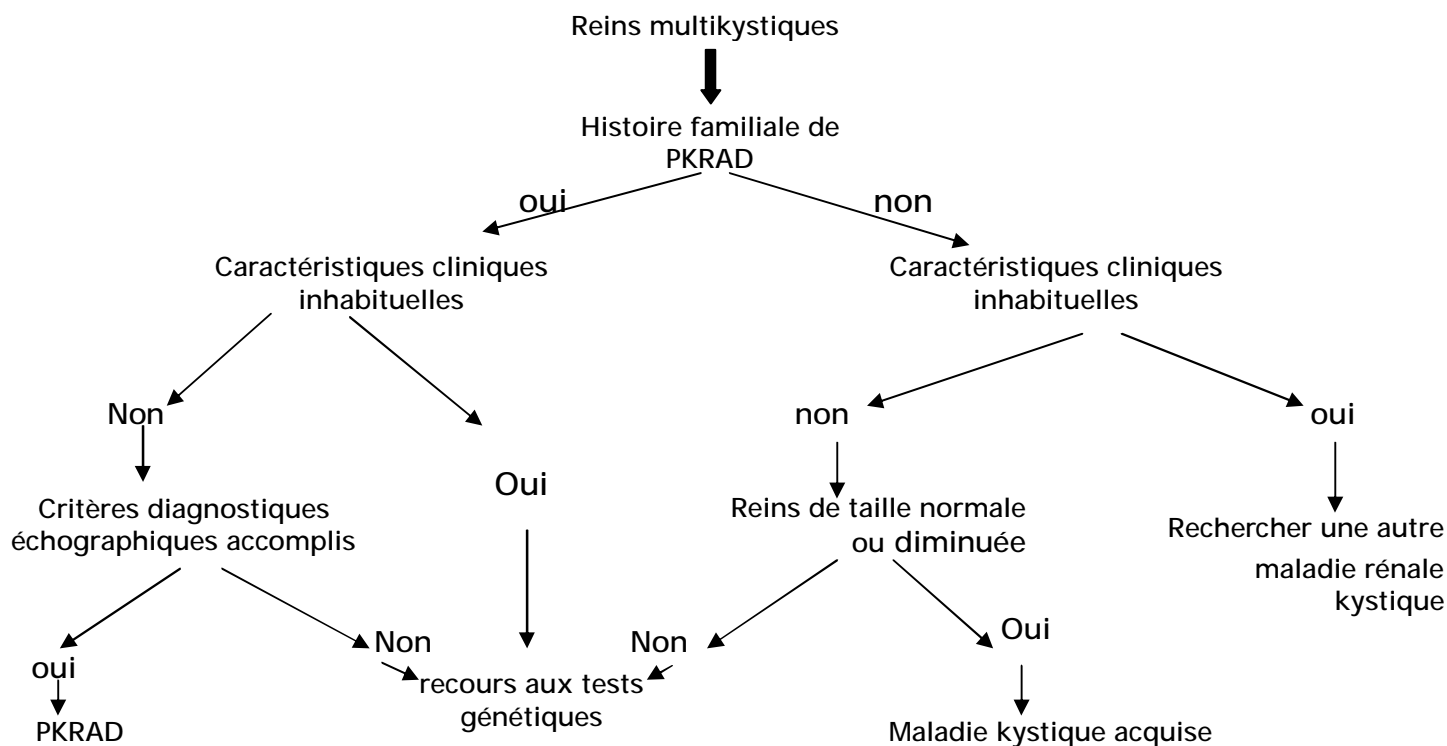 Reins multikystiques
Histoire familiale de
PKRAD
oui
non
Caractéristiques cliniques
inhabituelles
Caractéristiques cliniques
inhabituelles
Non
non
oui
Oui
Critères diagnostiques
échographiques accomplis
Reins de taille normale
ou diminuée
Rechercher une autre
maladie rénale
kystique
oui
Non
Non
Oui
PKRAD
recours aux tests
génétiques
Maladie kystique acquise